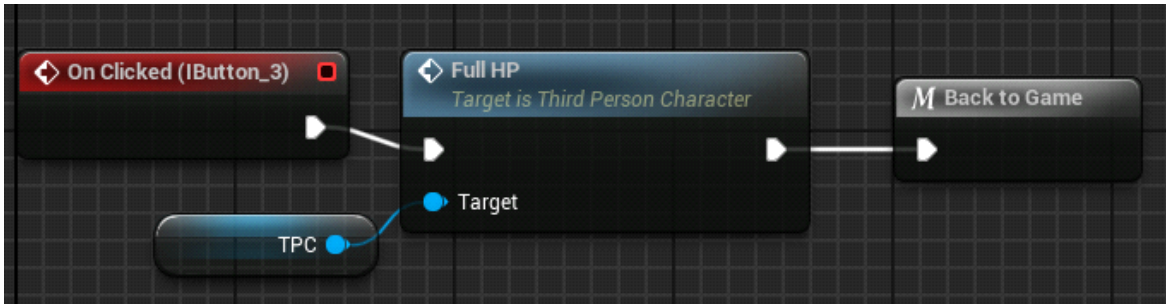 On Clicked (IButton_3)
Full HP
Target is Third Person Character
M Back to Game
Target
TPC